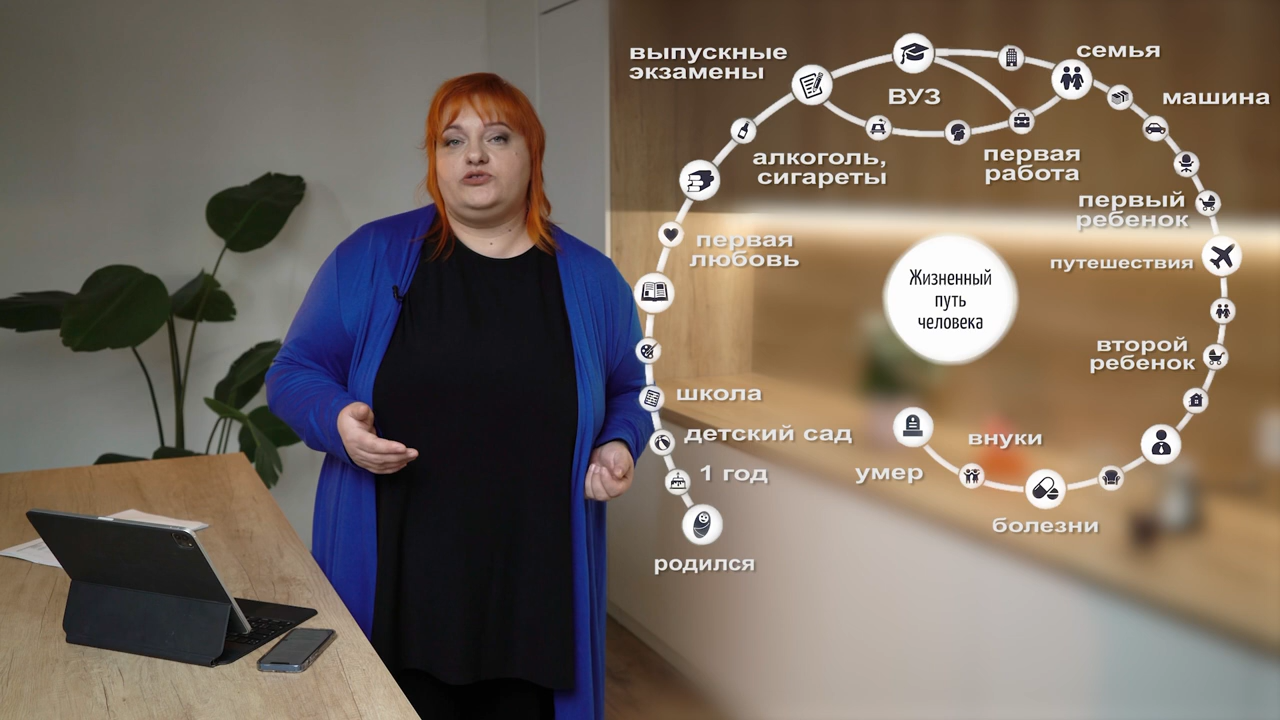 выпускные
экзамены
ВУЗ
семья
машина
алкоголь,
сигареты
первая
работа
первый
ребенок
первая
любовь
путешествия
Жизненный
путь
человека
второй
ребенок
школа
детский сад
внуки
1 год
умер
болезни
родился